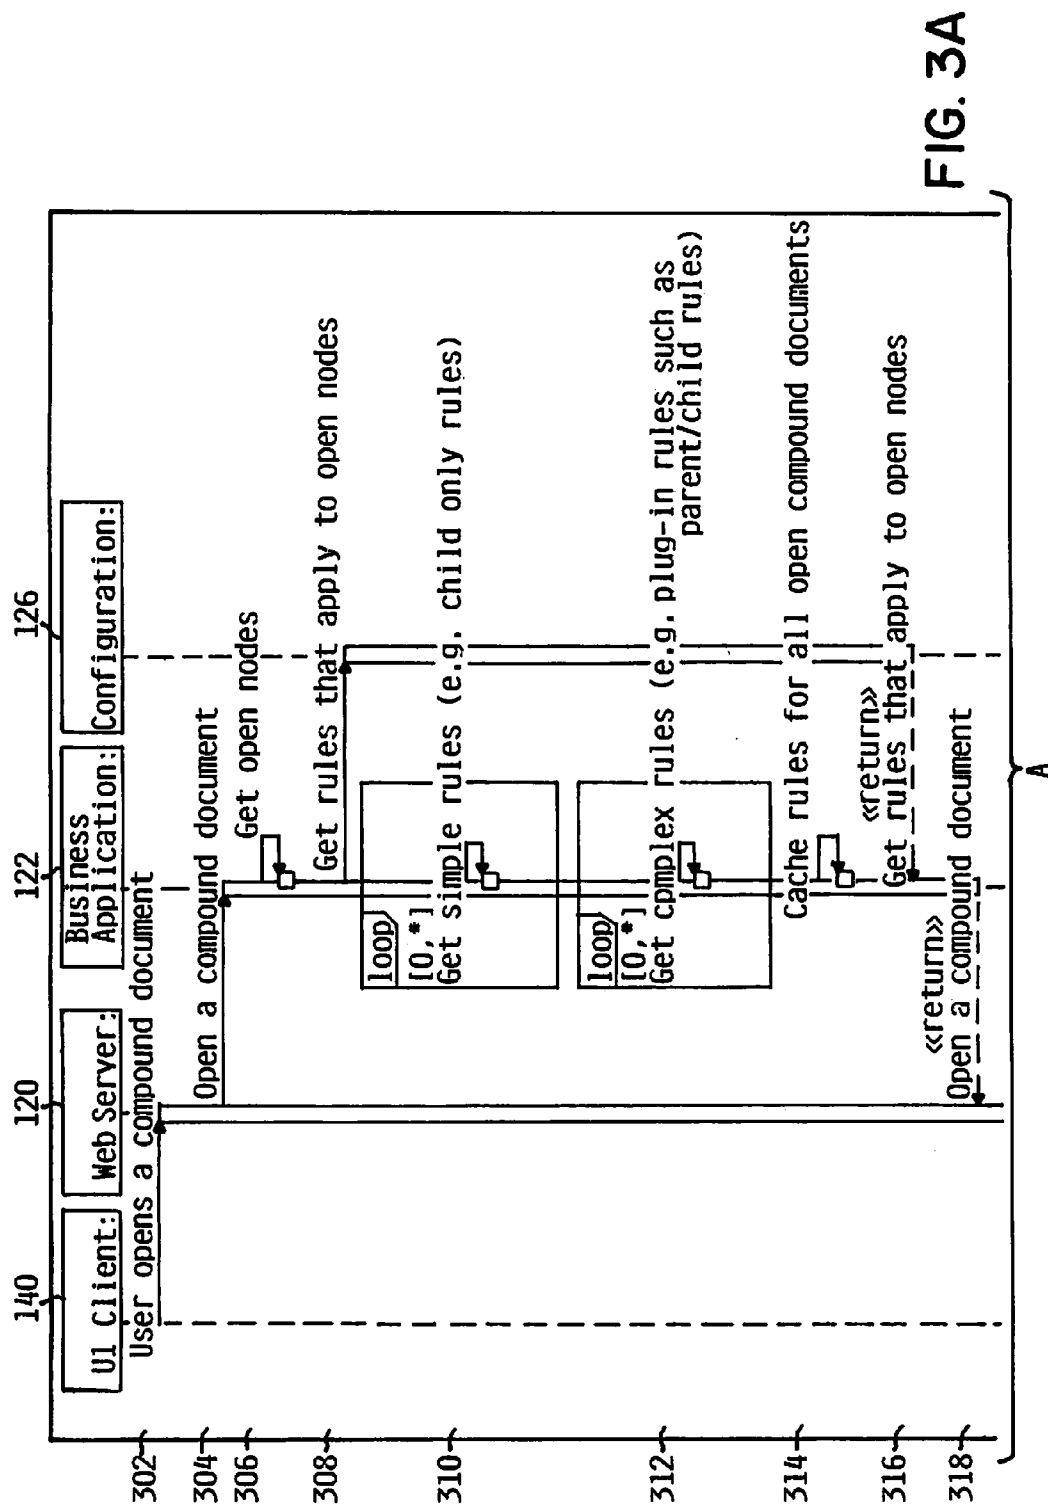 140
120
122
126
UI Client:
Web Server:
Business
Application:
Configuration:
302
User opens a compound document
304
Open a compound document
306
Get open nodes
308
Get rules that apply to open nodes
loop
[0,*]
310
Get simple rules (e.g. child only rules)
loop
[0,*]
312
Get cpmplex rules (e.g. plug-in rules such as
parent/child rules)
314
Cache rules for all open compound documents
«return»
316
Get rules that apply to open nodes
«return»
318
Open a compound document
A
FIG. 3A